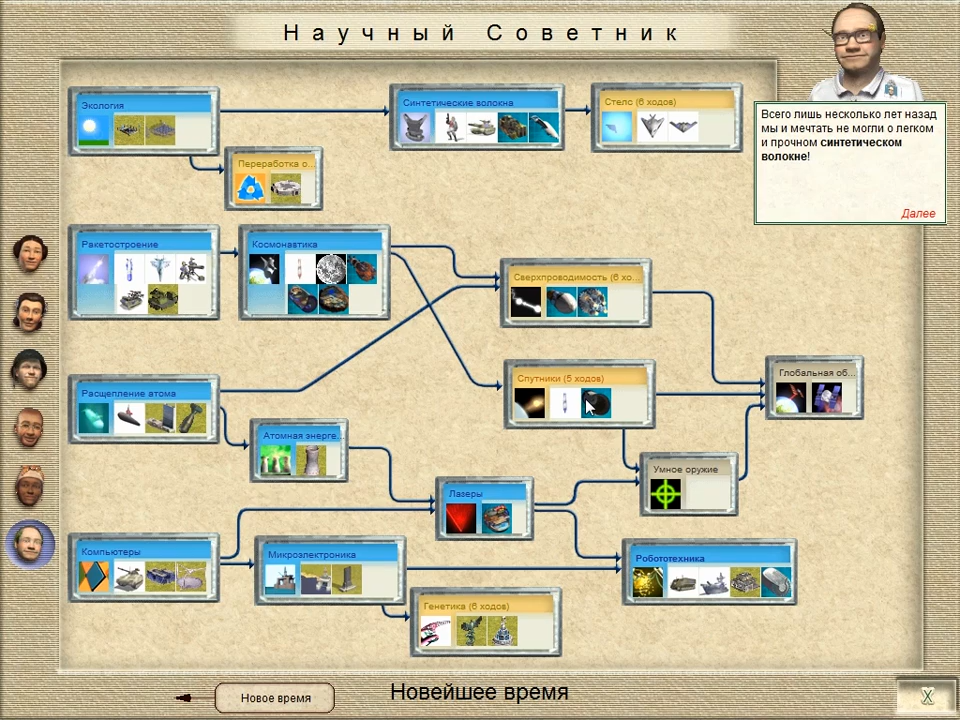 Научный Советник
Экология
Синтетические волокна
Стелс (6 ходов)
Всего лишь несколько лет назад
мы и мечтать не могли о легком
и прочном синтетическом
волокне!
Далее
Переработка о...
Ракетостроение
Космонавтика
Сверхпроводимость (6 хо...
Расщепление атома
Спутники (5 ходов)
Глобальная об...
Атомная энерге...
Умное оружие
Лазеры
Компьютеры
Микроэлектроника
Робототехника
Генетика (6 ходов)
Новое время
Новейшее время
X